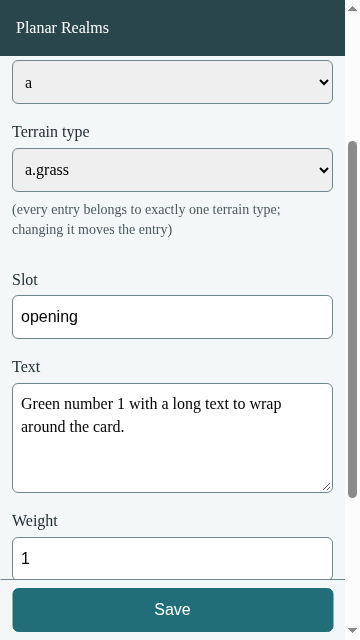 Planar Realms
a
Terrain type
a.grass
(every entry belongs to exactly one terrain type;
changing it moves the entry)
Slot
opening
Text
Green number 1 with a long text to wrap
around the card.
Weight
1
Save